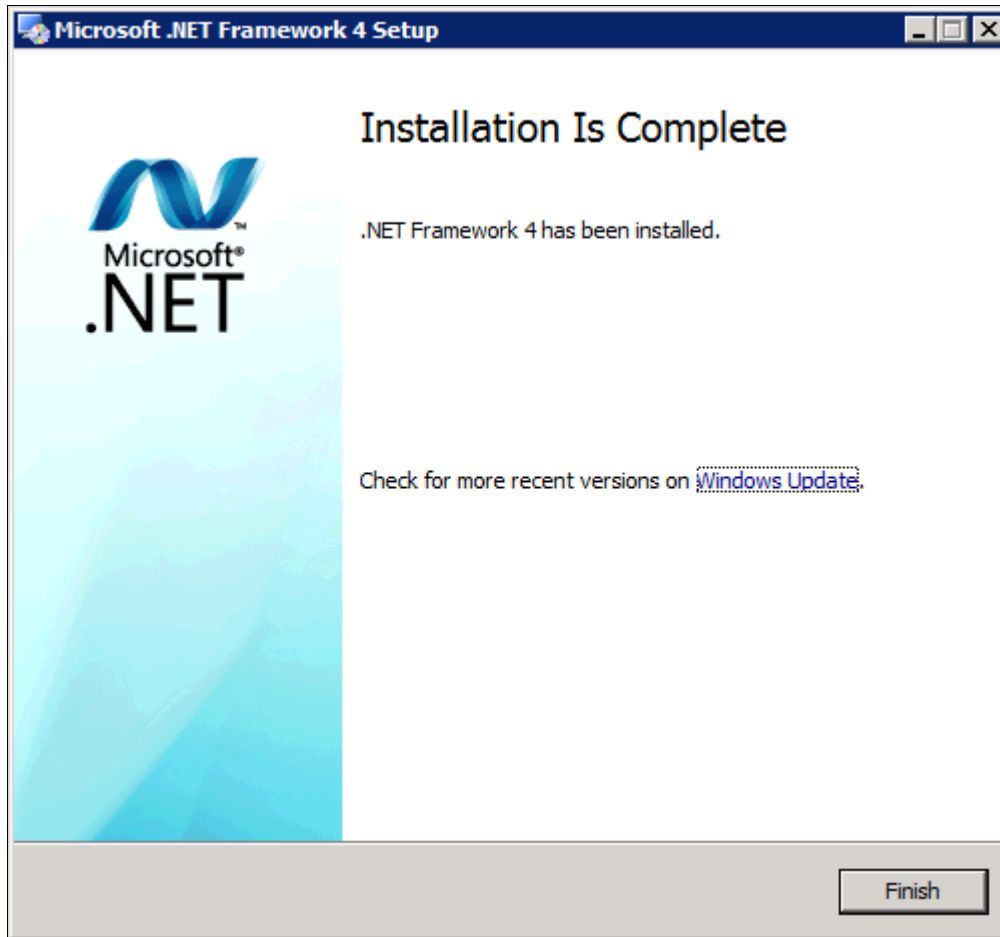 Microsoft .NET Framework 4 Setup
Installation Is Complete
Microsoft®
.NET
™
.NET Framework 4 has been installed.
Check for more recent versions on Windows Update.
Finish